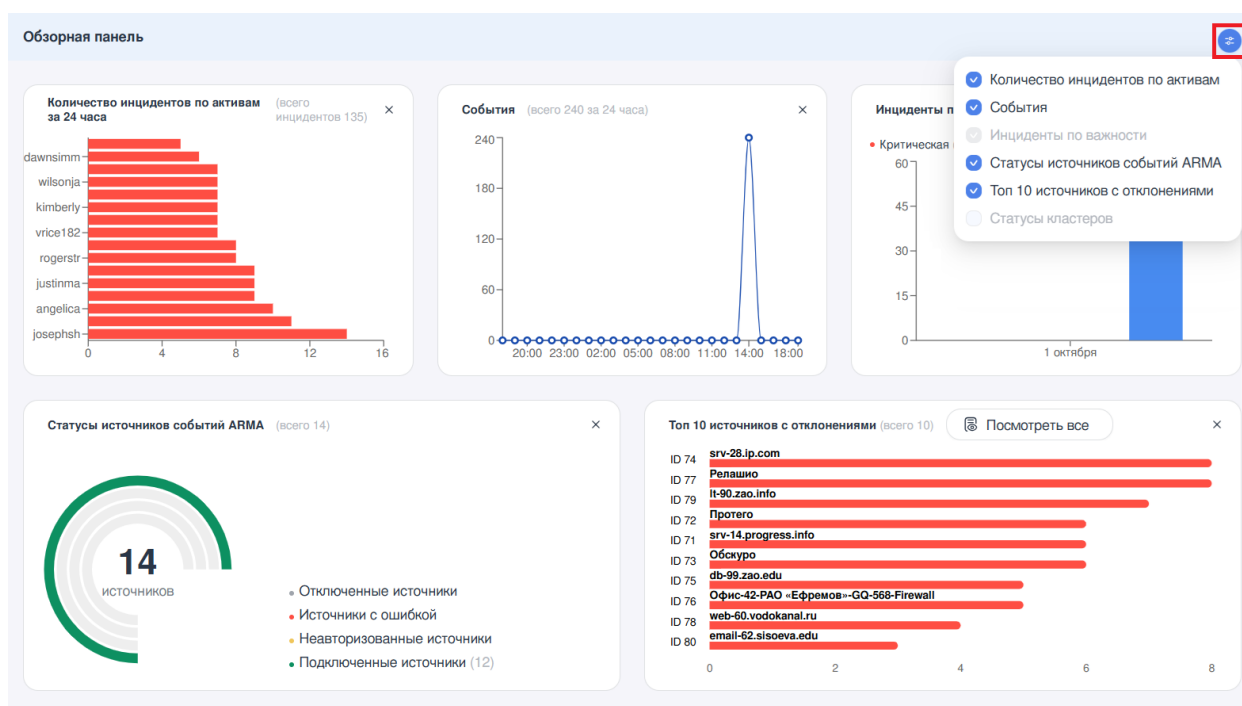 Обзорная панель
Количество инцидентов по активам
за 24 часа
(всего
инцидентов 135)
dawnsimm
wilsonja
kimberly
vrice182
rogerstr
justinma
angelica
josephsh
0 4 8 12 16
События (всего 240 за 24 часа)
240
180
120
60
0
20:00 23:00 02:00 05:00 08:00 11:00 14:00 18:00
Инциденты п
Критическая
60
45
30
15
0
1 октября
Количество инцидентов по активам
События
Инциденты по важности
Статусы источников событий ARMA
Топ 10 источников с отклонениями
Статусы кластеров
Статусы источников событий ARMA (всего 14)
14
источников
Отключенные источники
Источники с ошибкой
Неавторизованные источники
Подключенные источники (12)
Топ 10 источников с отклонениями (всего 10)
Посмотреть все
ID 74 srv-28.ip.com
ID 77 Релашио
ID 79 lt-90.zao.info
ID 72 Протего
ID 71 srv-14.progress.info
ID 73 Обскуро
ID 75 db-99.zao.edu
ID 76 Офис-42-РАО «Ефремов»-GQ-568-Firewall
ID 78 web-60.vodokanal.ru
ID 80 email-62.sisoeva.edu
0 2 4 6 8